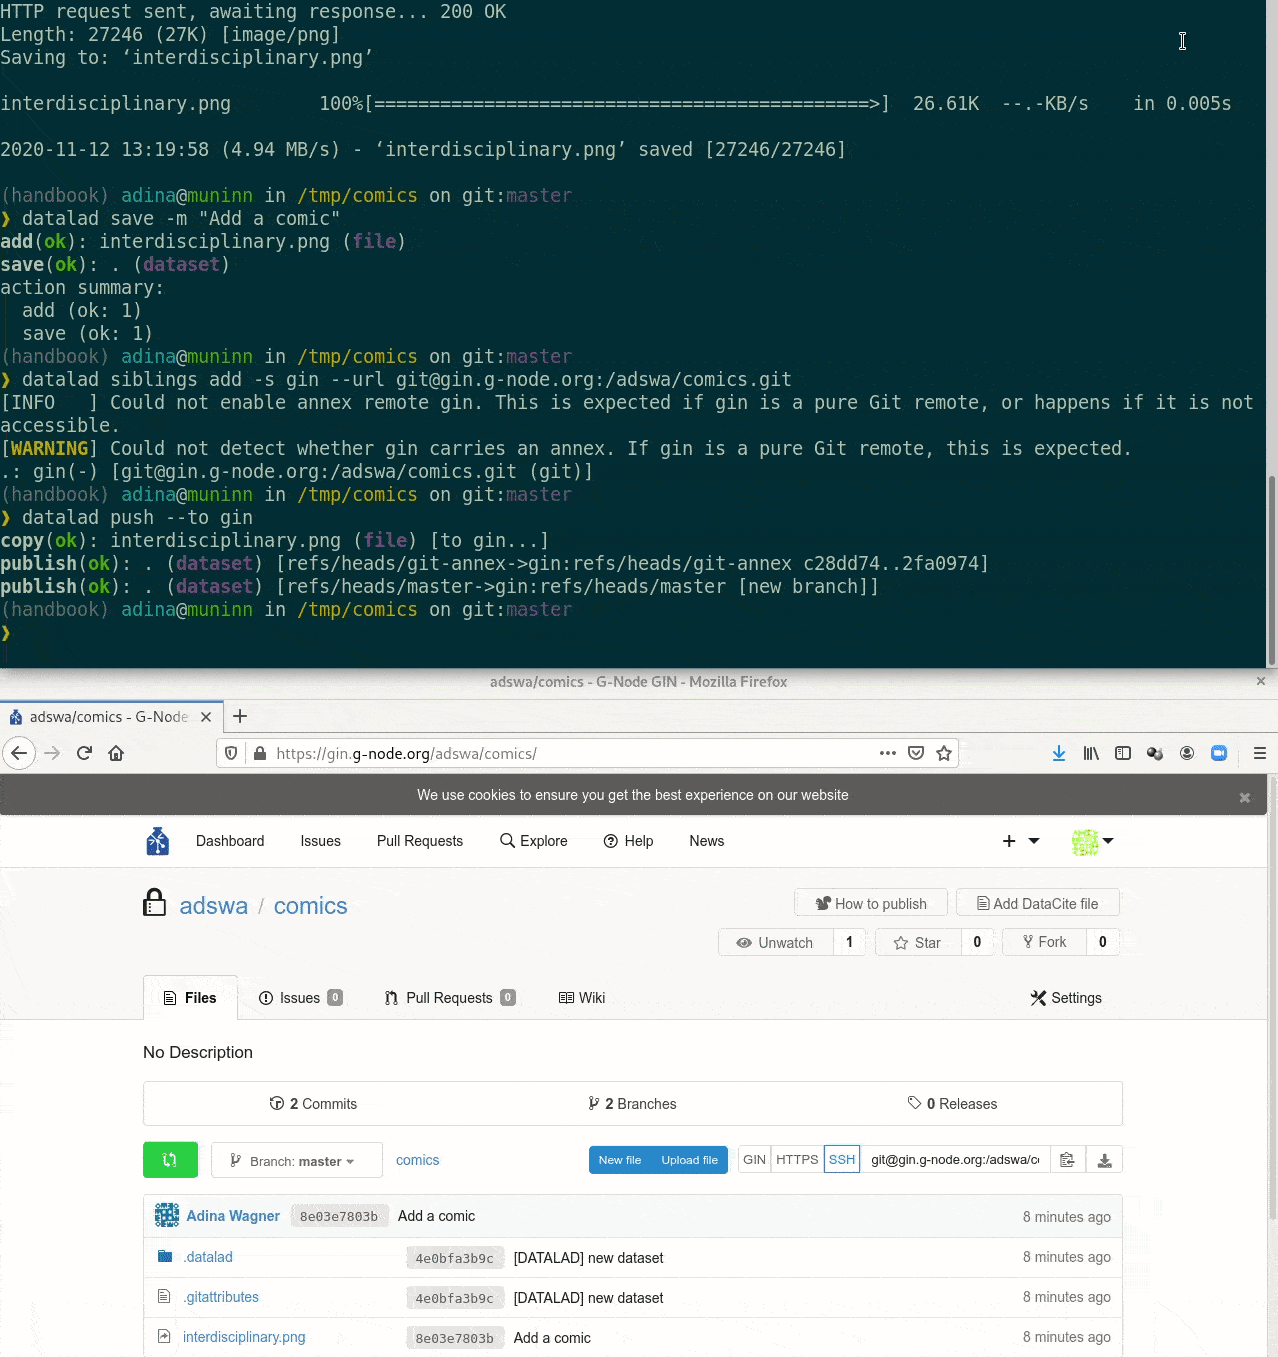 HTTP request sent, awaiting response... 200 OK
Length: 27246 (27K) [image/png]
Saving to: ‘interdisciplinary.png’
interdisciplinary.png        100%[=============================================>]  26.61K  --.-KB/s    in 0.005s
2020-11-12 13:19:58 (4.94 MB/s) - ‘interdisciplinary.png’ saved [27246/27246]
(handbook) adina@muninn in /tmp/comics on git:master
❯ datalad save -m "Add a comic"
add(ok): interdisciplinary.png (file)
save(ok): . (dataset)
action summary:
  add (ok: 1)
  save (ok: 1)
(handbook) adina@muninn in /tmp/comics on git:master
❯ datalad siblings add -s gin --url git@gin.g-node.org:/adswa/comics.git
[INFO   ] Could not enable annex remote gin. This is expected if gin is a pure Git remote, or happens if it is not
accessible.
[WARNING] Could not detect whether gin carries an annex. If gin is a pure Git remote, this is expected.
.: gin(-) [git@gin.g-node.org:/adswa/comics.git (git)]
(handbook) adina@muninn in /tmp/comics on git:master
❯ datalad push --to gin
copy(ok): interdisciplinary.png (file) [to gin...]
publish(ok): . (dataset) [refs/heads/git-annex->gin:refs/heads/git-annex c28dd74..2fa0974]
publish(ok): . (dataset) [refs/heads/master->gin:refs/heads/master [new branch]]
(handbook) adina@muninn in /tmp/comics on git:master
❯
adswa/comics - G-Node GIN - Mozilla Firefox
adswa/comics - G-Node
https://gin.g-node.org/adswa/comics/
We use cookies to ensure you get the best experience on our website
Dashboard Issues Pull Requests Explore Help News
adswa / comics
How to publish Add DataCite file
Unwatch 1 Star 0 Fork 0
Files Issues 0 Pull Requests 0 Wiki Settings
No Description
2 Commits 2 Branches 0 Releases
Branch: master comics New file Upload file GIN HTTPS SSH git@gin.g-node.org:/adswa/co
Adina Wagner 8e03e7803b Add a comic 8 minutes ago
.datalad 4e0bfa3b9c [DATALAD] new dataset 8 minutes ago
.gitattributes 4e0bfa3b9c [DATALAD] new dataset 8 minutes ago
interdisciplinary.png 8e03e7803b Add a comic 8 minutes ago